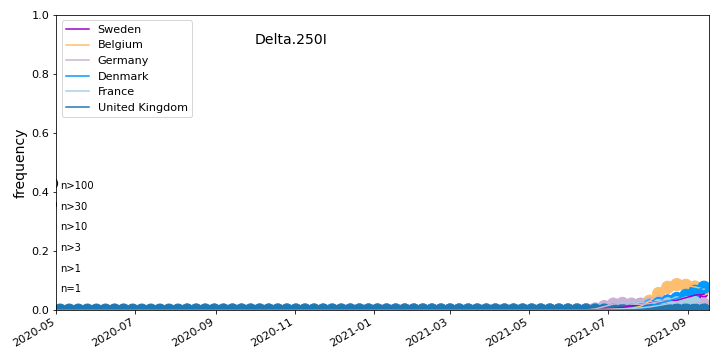 Delta.250I
Sweden
Belgium
Germany
Denmark
France
United Kingdom
frequency
1.0
0.8
0.6
0.4
0.2
0.0
n>100
n>30
n>10
n>3
n>1
n=1
2020-05
2020-07
2020-09
2020-11
2021-01
2021-03
2021-05
2021-07
2021-09